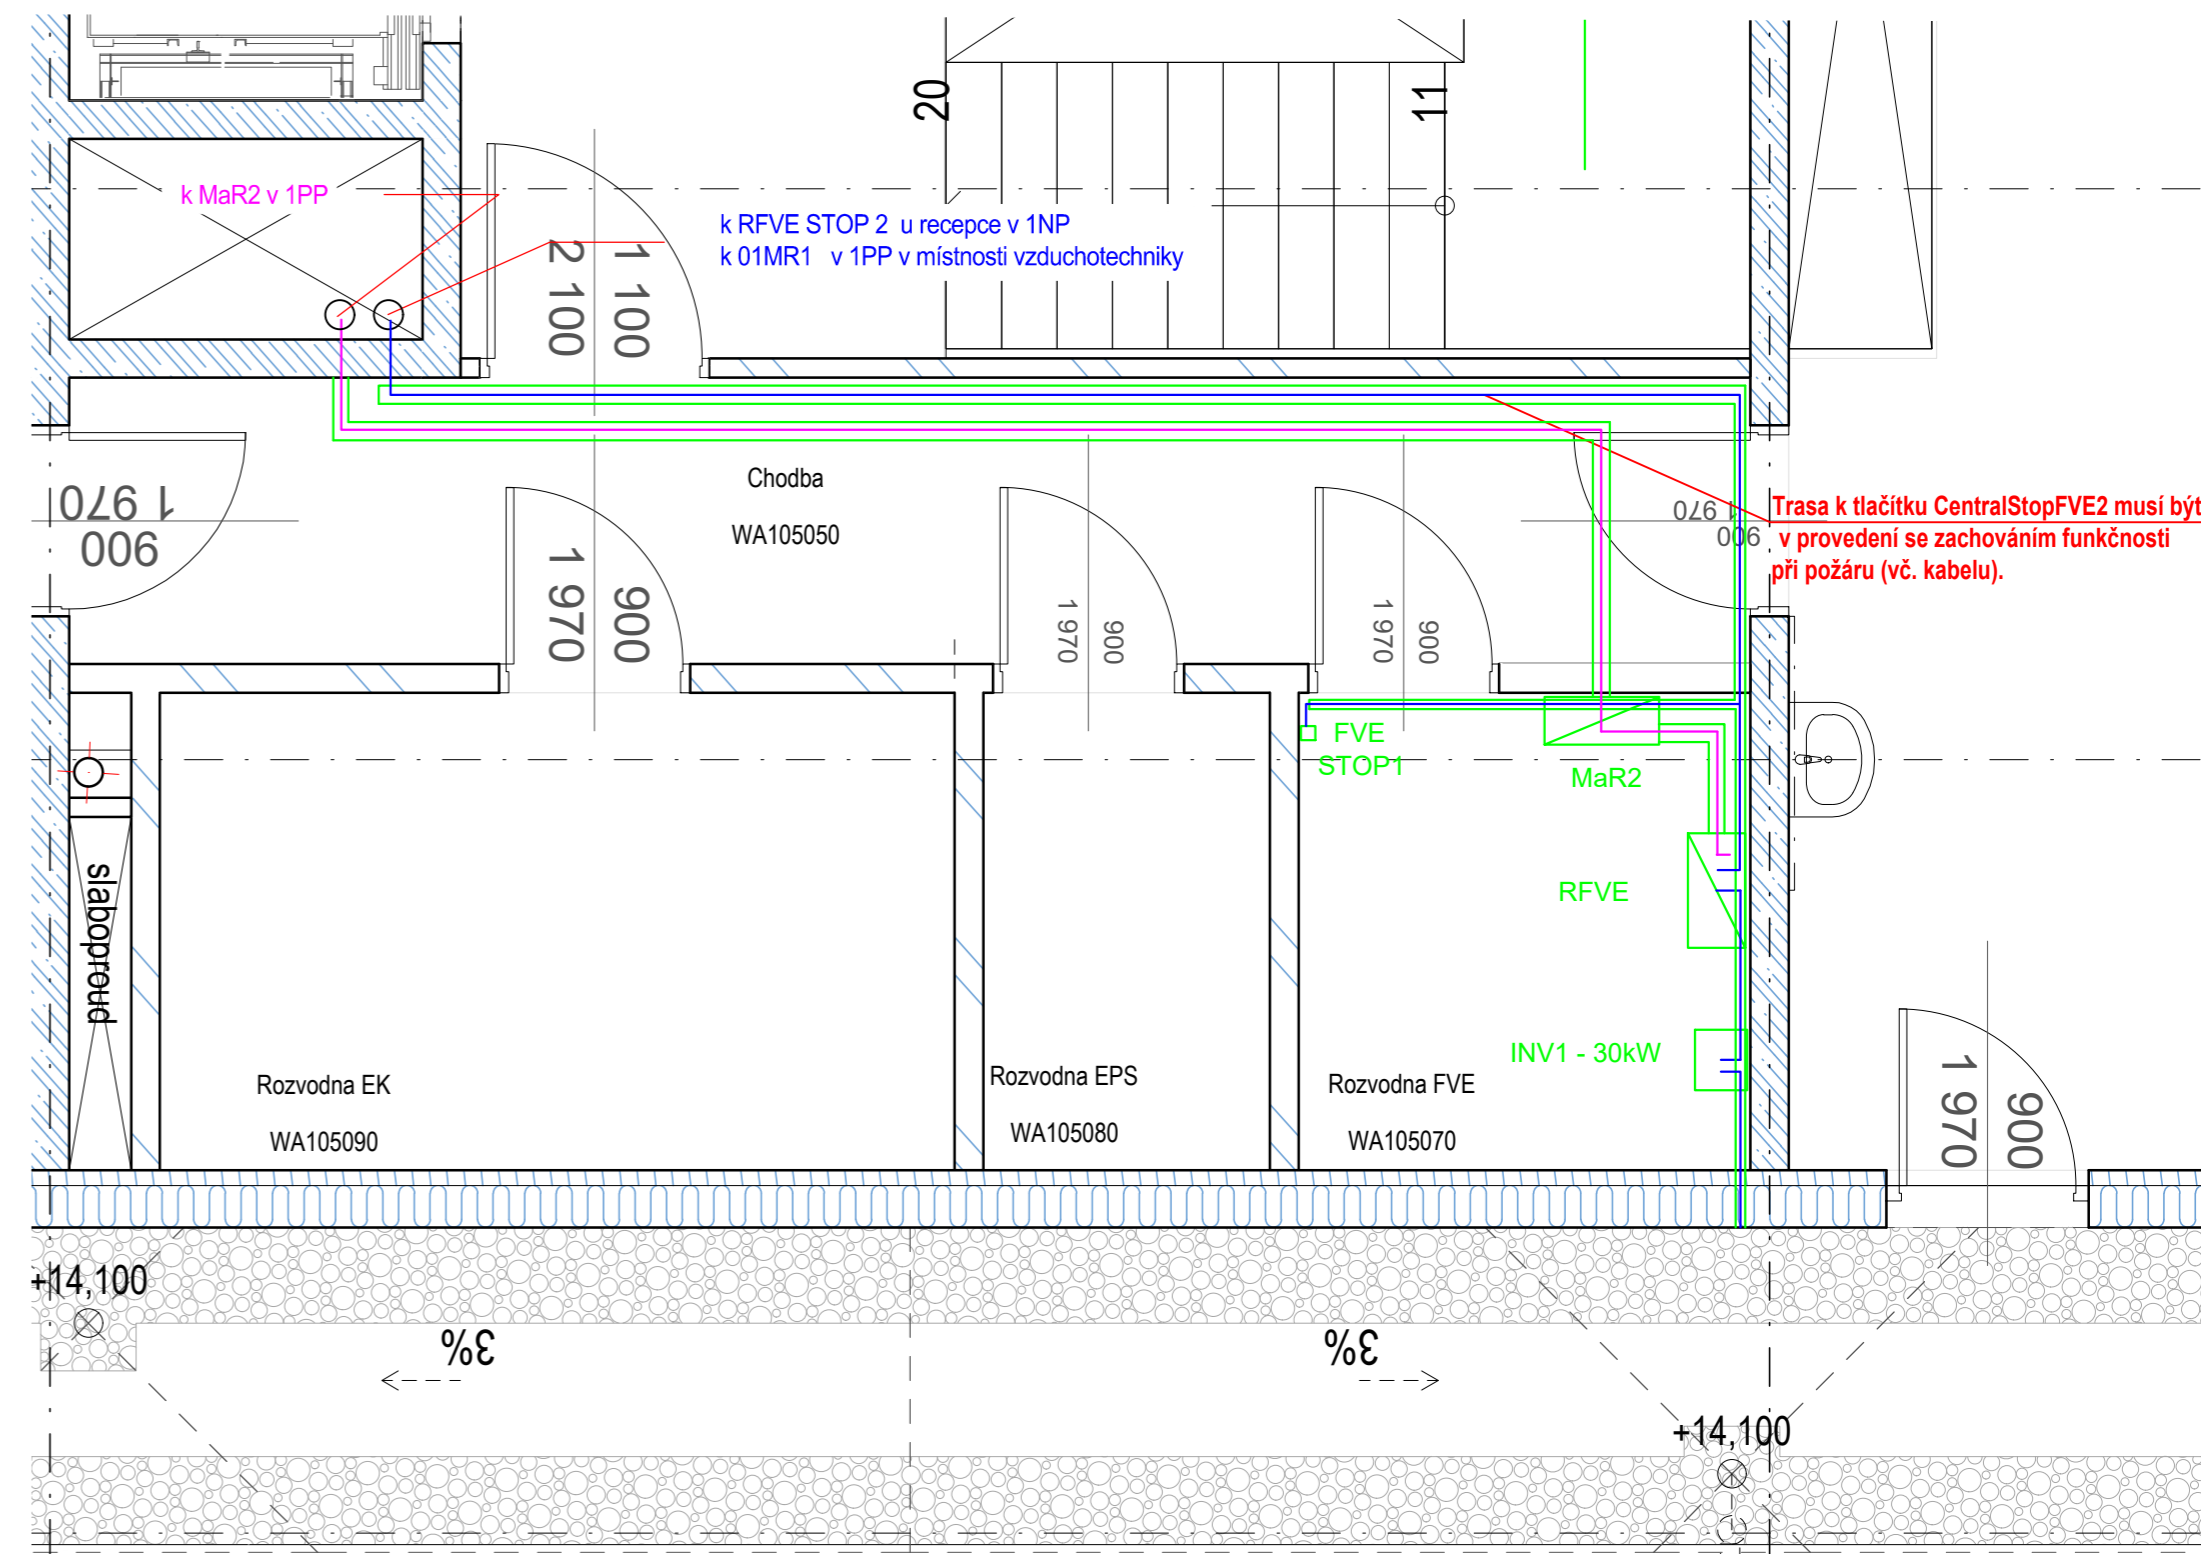 20
11
k MaR2 v 1PP
k RFVE STOP 2 u recepce v 1NP
k 01MR1 v 1PP v místnosti vzduchotechniky
1 100
2 100
Chodba
WA105050
1 970
900
900
1 970
900
1 970
900
1 970
1 970
900
Trasa k tlačítku CentralStopFVE2 musí být
v provedení se zachováním funkčnosti
při požáru (vč. kabelu).
FVE
STOP1
MaR2
RFVE
INV1 - 30kW
slaboproud
Rozvodna EK
WA105090
Rozvodna EPS
WA105080
Rozvodna FVE
WA105070
900
1 970
+14,100
3%
3%
+14,100